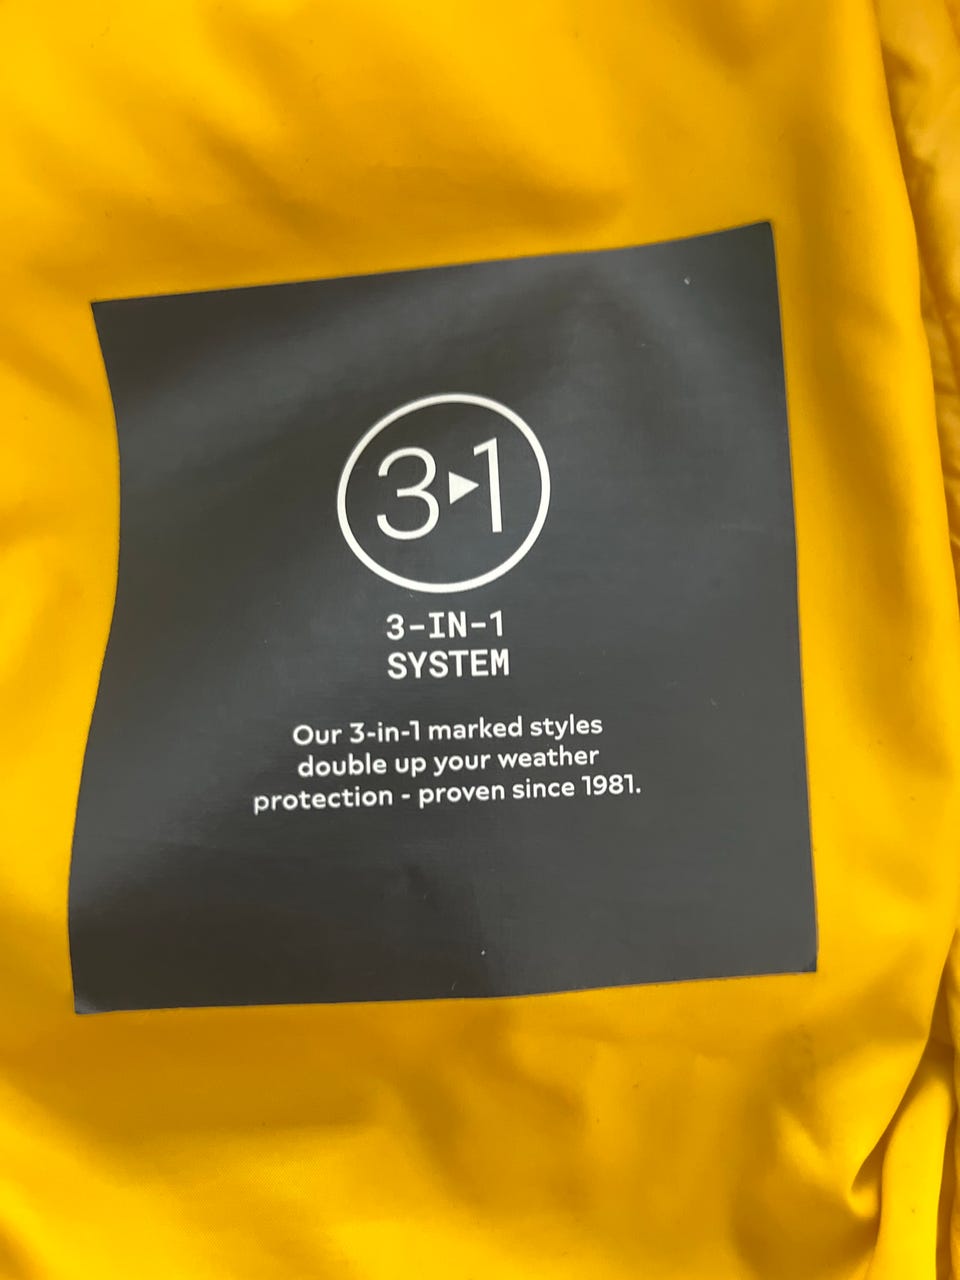 3▶1
3-IN-1
SYSTEM
Our 3-in-1 marked styles
double up your weather
protection - proven since 1981.